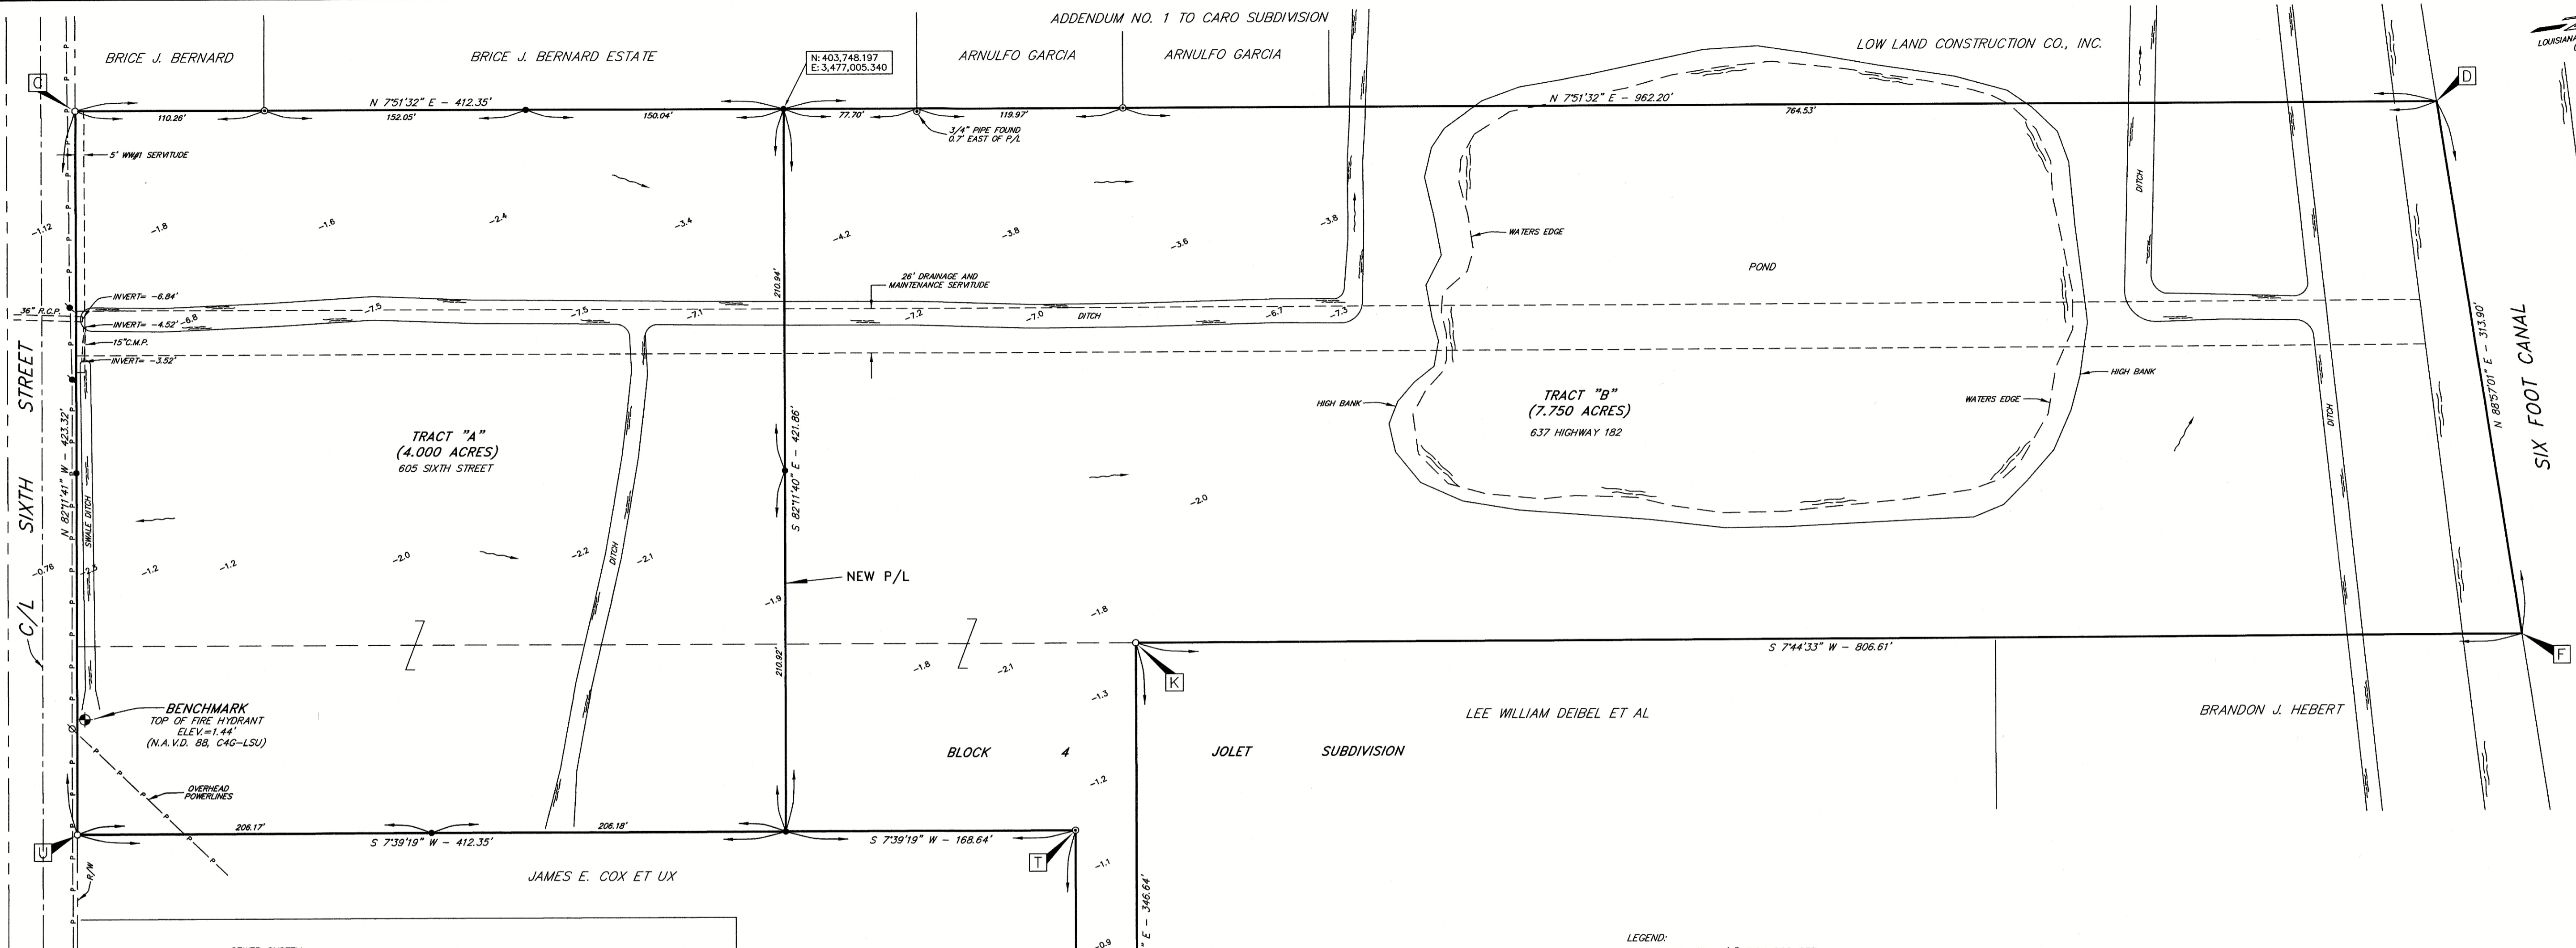 ADDENDUM NO. 1 TO CARO SUBDIVISION
BRICE J. BERNARD
BRICE J. BERNARD ESTATE
N: 403,748.197
E: 3,477,005.340
ARNULFO GARCIA
ARNULFO GARCIA
LOW LAND CONSTRUCTION CO., INC.
LOUISIANA
D
N 7°51'32" E - 412.35'
N 7°51'32" E - 962.20'
110.26'
152.05'
150.04'
77.70'
119.97'
764.53'
3/4" PIPE FOUND
0.7' EAST OF P/L
5' WW#1 SERVITUDE
DITCH
-1.12
-1.8
-1.6
-2.4
-3.4
-4.2
-3.8
-3.6
-3.8
WATERS EDGE
POND
210.94'
26' DRAINAGE AND
MAINTENANCE SERVITUDE
INVERT= -6.84'
36" R.C.P.
INVERT= -4.52'
-6.8
-7.5
-7.5
-7.1
-7.2
-7.0
DITCH
-6.7
-7.3
15"C.M.P.
INVERT= -3.52'
C/L SIXTH STREET
N 82°11'41" W - 423.32'
SWALE DITCH
TRACT "A"
(4.000 ACRES)
605 SIXTH STREET
S 82°11'40" E - 421.86'
HIGH BANK
TRACT "B"
(7.750 ACRES)
637 HIGHWAY 182
WATERS EDGE
HIGH BANK
DITCH
N 88°57'01" E - 313.90'
SIX FOOT CANAL
-2.0
-0.76
-2.3
-1.2
-1.2
-2.0
-2.2
DITCH
-2.1
NEW P/L
-1.9
-1.8
210.92'
-1.8
-2.1
K
S 7°44'33" W - 806.61'
F
-1.3
BENCHMARK
TOP OF FIRE HYDRANT
ELEV.=1.44'
(N.A.V.D. 88, C4G-LSU)
LEE WILLIAM DEIBEL ET AL
BRANDON J. HEBERT
BLOCK 4 JOLET SUBDIVISION
-1.2
OVERHEAD
POWERLINES
206.17'
206.18'
S 7°39'19" W - 412.35'
S 7°39'19" W - 168.64'
U
T
-1.1
R/W
JAMES E. COX ET UX
" E - 346.64'
-0.9
LEGEND: